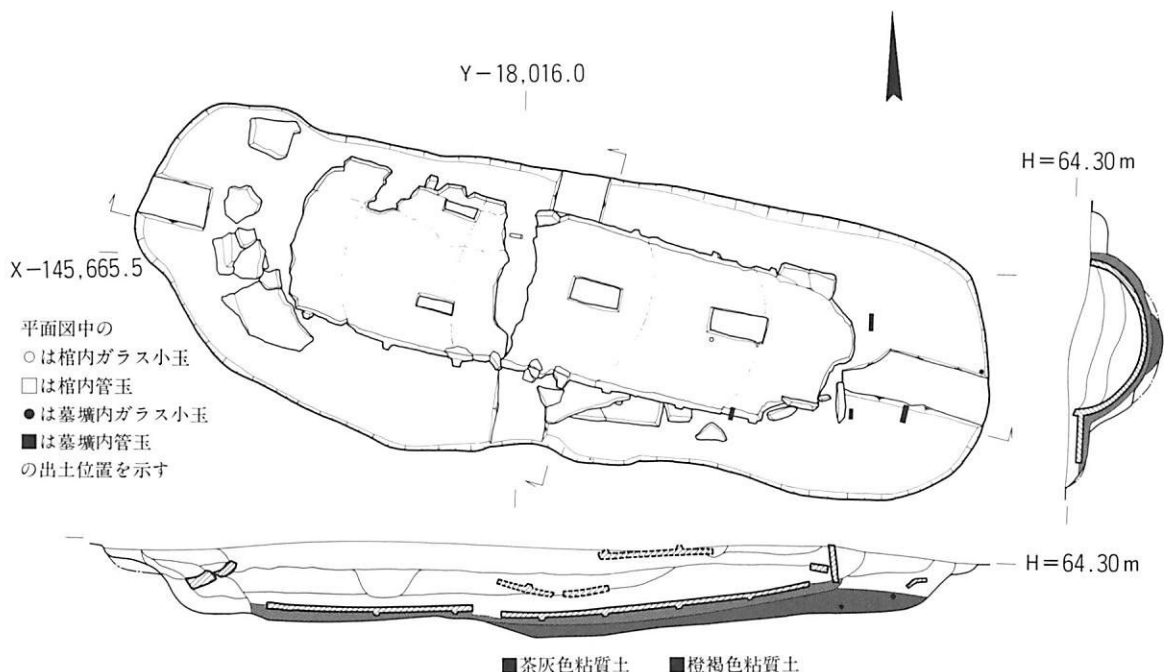 Y−18,016.0
H=64.30m
X−145,665.5
平面図中の
○は棺内ガラス小玉
□は棺内管玉
●は墓壙内ガラス小玉
■は墓壙内管玉
の出土位置を示す
H=64.30m
■茶灰色粘質土 ■橙褐色粘質土